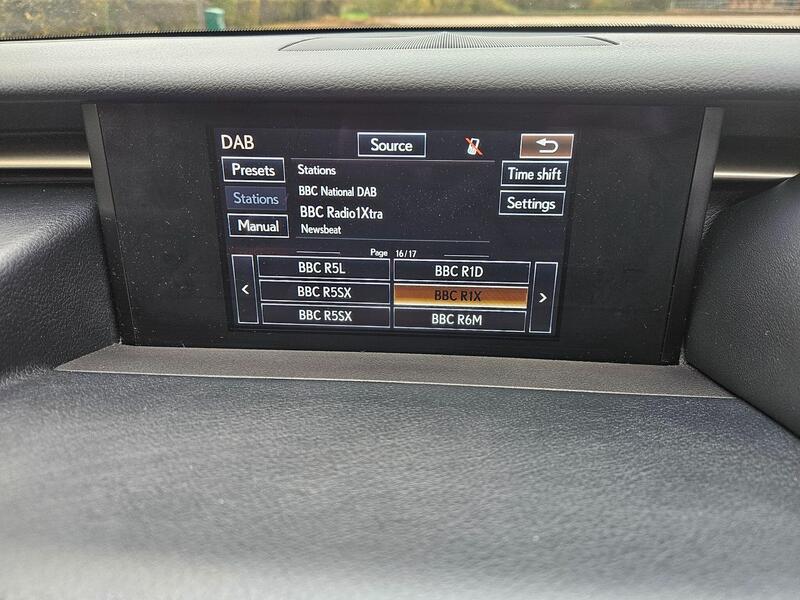 DAB
Source
Presets
Stations
Time shift
BBC National DAB
Stations
BBC Radio1Xtra
Settings
Manual
Newsbeat
Page 16/17
< BBC R5L BBC R1D >
BBC R5SX BBC R1X
BBC R5SX BBC R6M